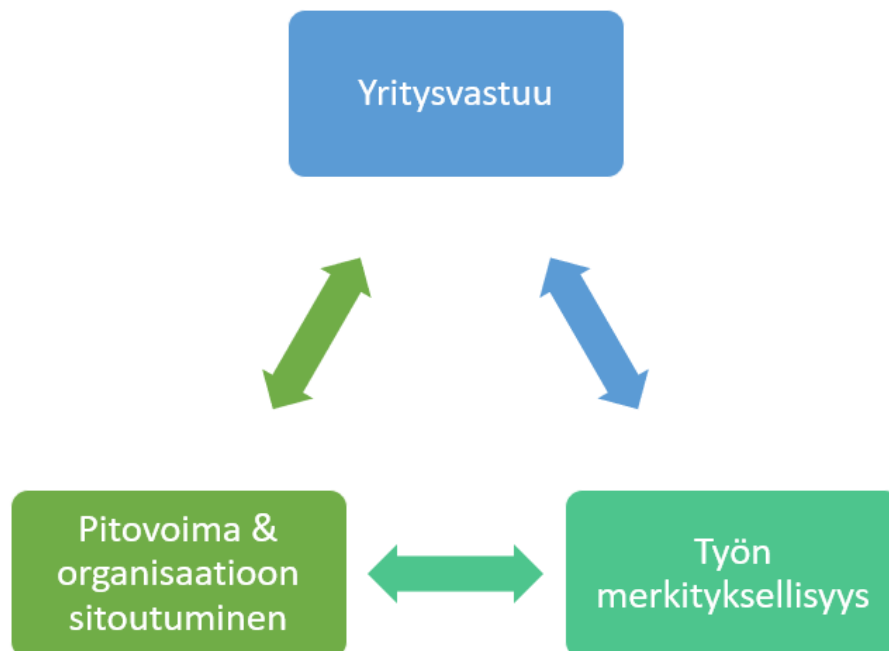 Yritysvastuu
Pitovoima &
organisaatioon
sitoutuminen
Työn
merkityksellisyys